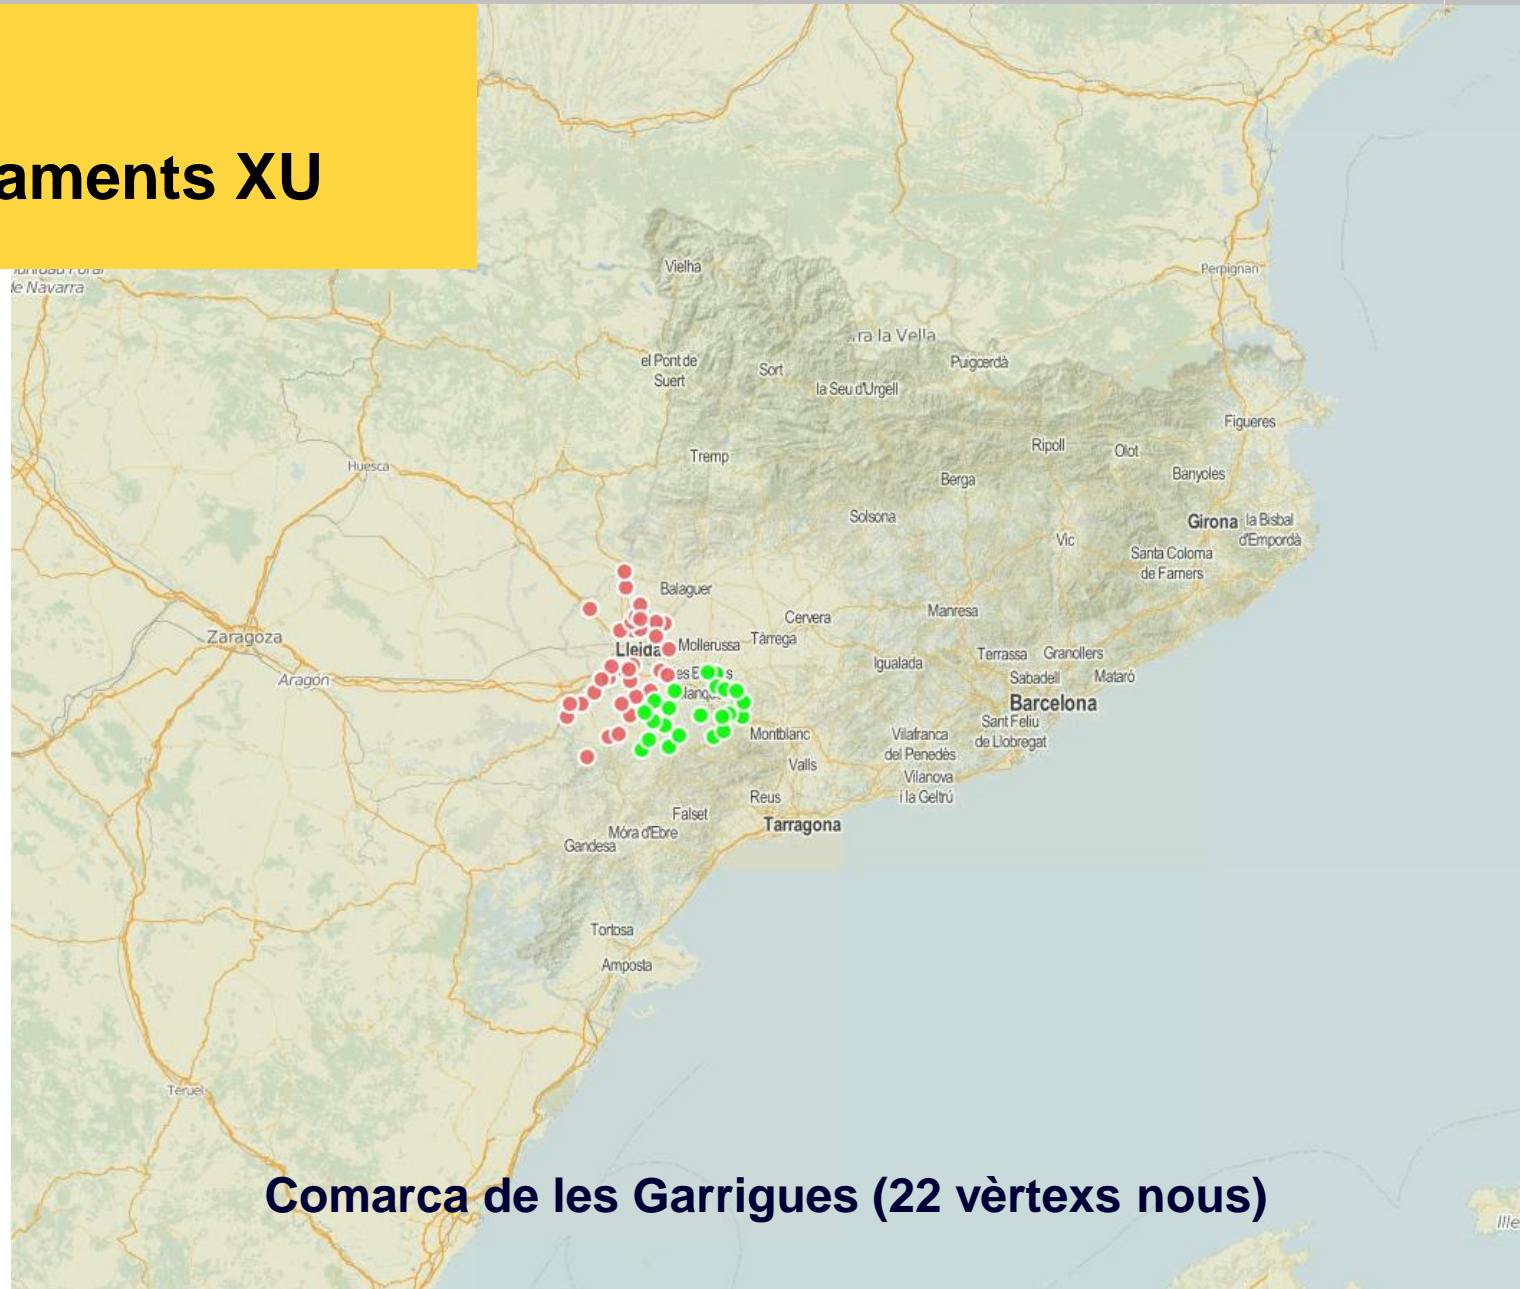 aments XU
de Navarra
Vielha
Perpignan
ra la Vella
el Pont de
Suert
Sort
Puigcerdà
la Seu d'Urgell
Figueres
Huesca
Tremp
Ripoll
Olot
Berga
Banyoles
Solsona
Vic
Girona
la Bisbal
d'Empordà
Santa Coloma
de Farners
Balaguer
Cervera
Manresa
Zaragoza
Lleida
Mollerussa
Tàrrega
Igualada
Terrassa
Granollers
Aragón
Sabadell
Mataró
Barcelona
Sant Feliu
de Llobregat
Montblanc
Vilafranca
del Penedès
Valls
Vilanova
i la Geltrú
Reus
Falset
Tarragona
Móra d'Ebre
Gandesa
Tortosa
Amposta
Teruel
Comarca de les Garrigues (22 vèrtexs nous)
Ille